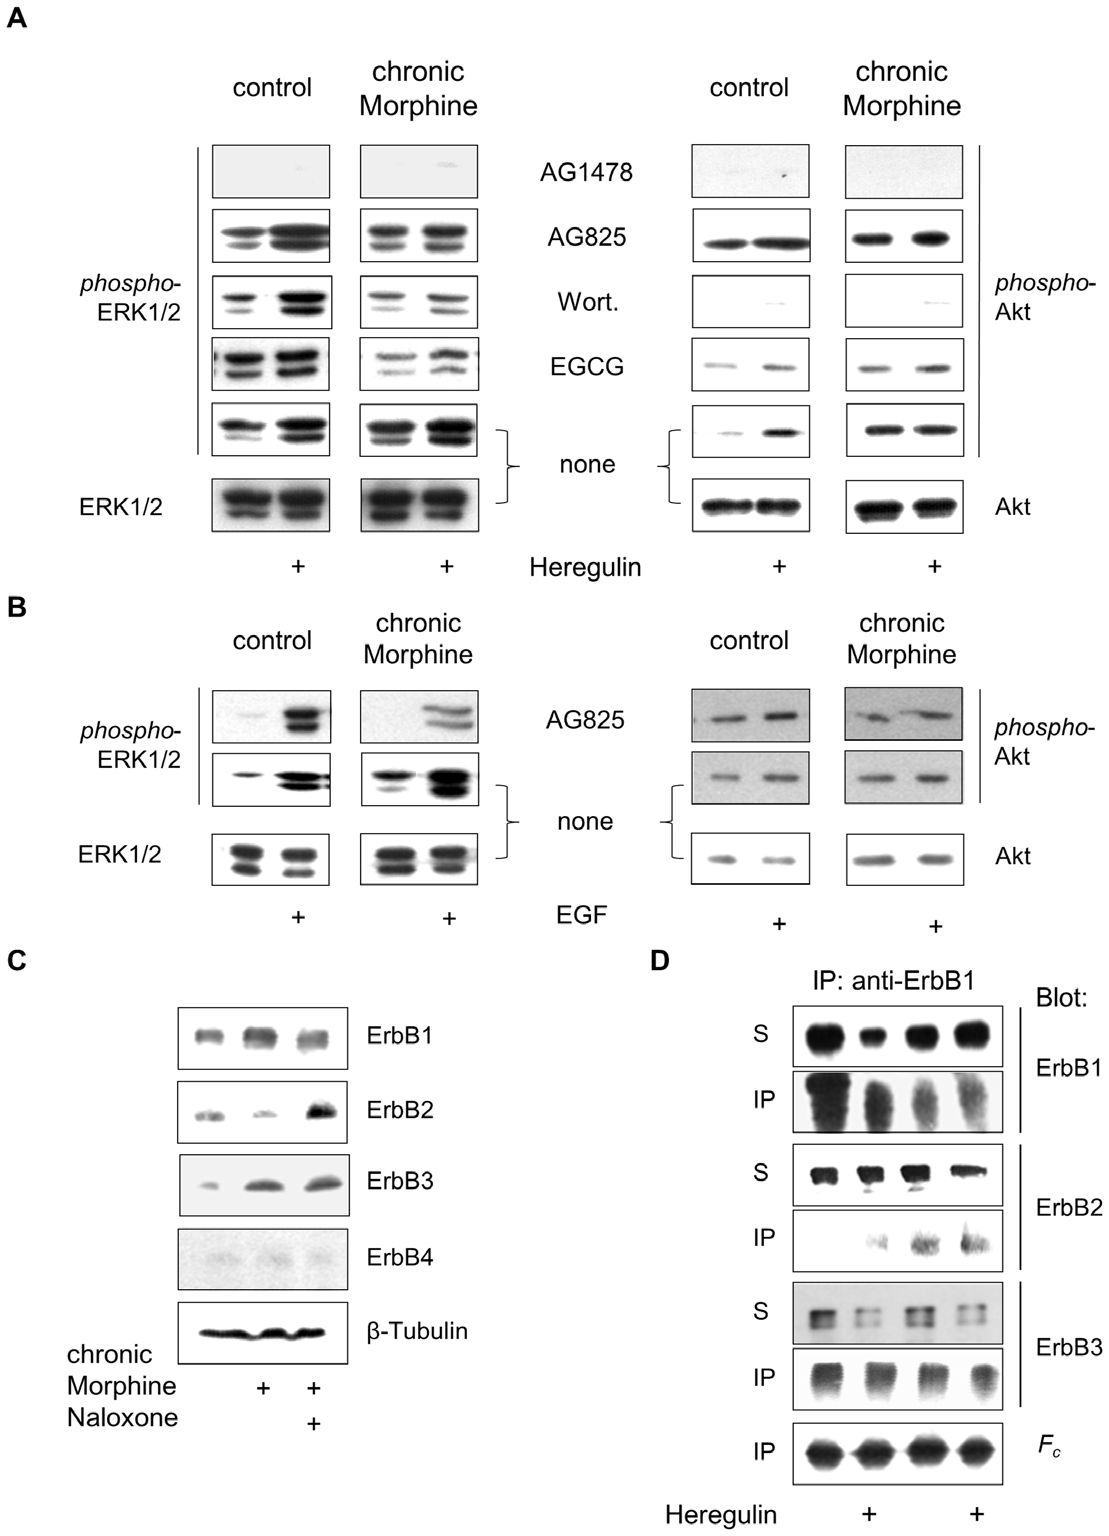 A
control
chronic
Morphine
control
chronic
Morphine
AG1478
AG825
phospho-
ERK1/2
Wort.
phospho-
Akt
EGCG
none
ERK1/2
Akt
+ + Heregulin + +
B
control
chronic
Morphine
control
chronic
Morphine
phospho-
ERK1/2
AG825
phospho-
Akt
none
ERK1/2
Akt
+ + EGF + +
C
ErbB1
ErbB2
ErbB3
ErbB4
β-Tubulin
chronic
Morphine + +
Naloxone +
D
IP: anti-ErbB1
Blot:
S
ErbB1
IP
S
ErbB2
IP
S
ErbB3
IP
IP
Fc
Heregulin + +